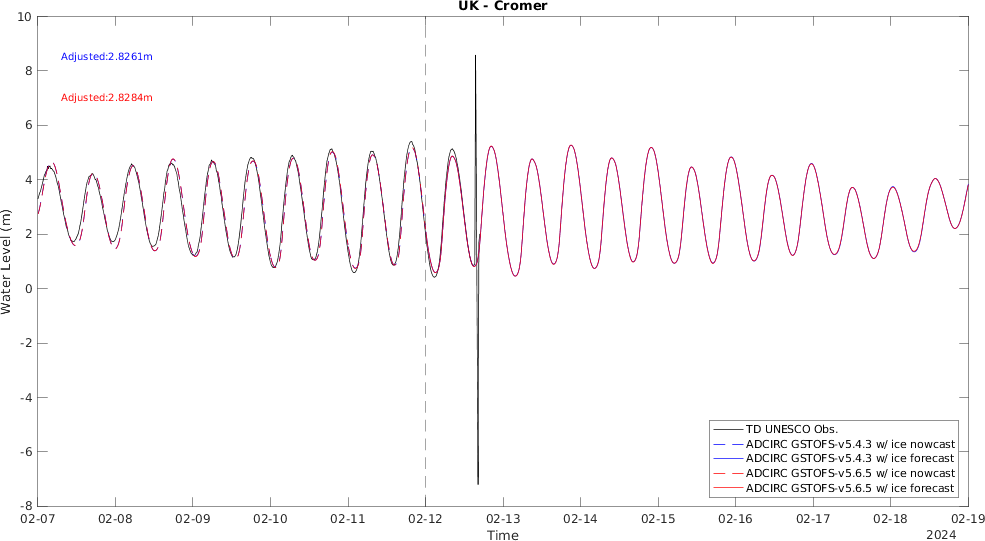 UK - Cromer
10
Adjusted:2.8261m
8
Adjusted:2.8284m
6
4
2
0
-2
-4
-6
-8
Water Level (m)
TD UNESCO Obs.
ADCIRC GSTOFS-v5.4.3 w/ ice nowcast
ADCIRC GSTOFS-v5.4.3 w/ ice forecast
ADCIRC GSTOFS-v5.6.5 w/ ice nowcast
ADCIRC GSTOFS-v5.6.5 w/ ice forecast
02-07 02-08 02-09 02-10 02-11 02-12 02-13 02-14 02-15 02-16 02-17 02-18 02-19
Time
2024